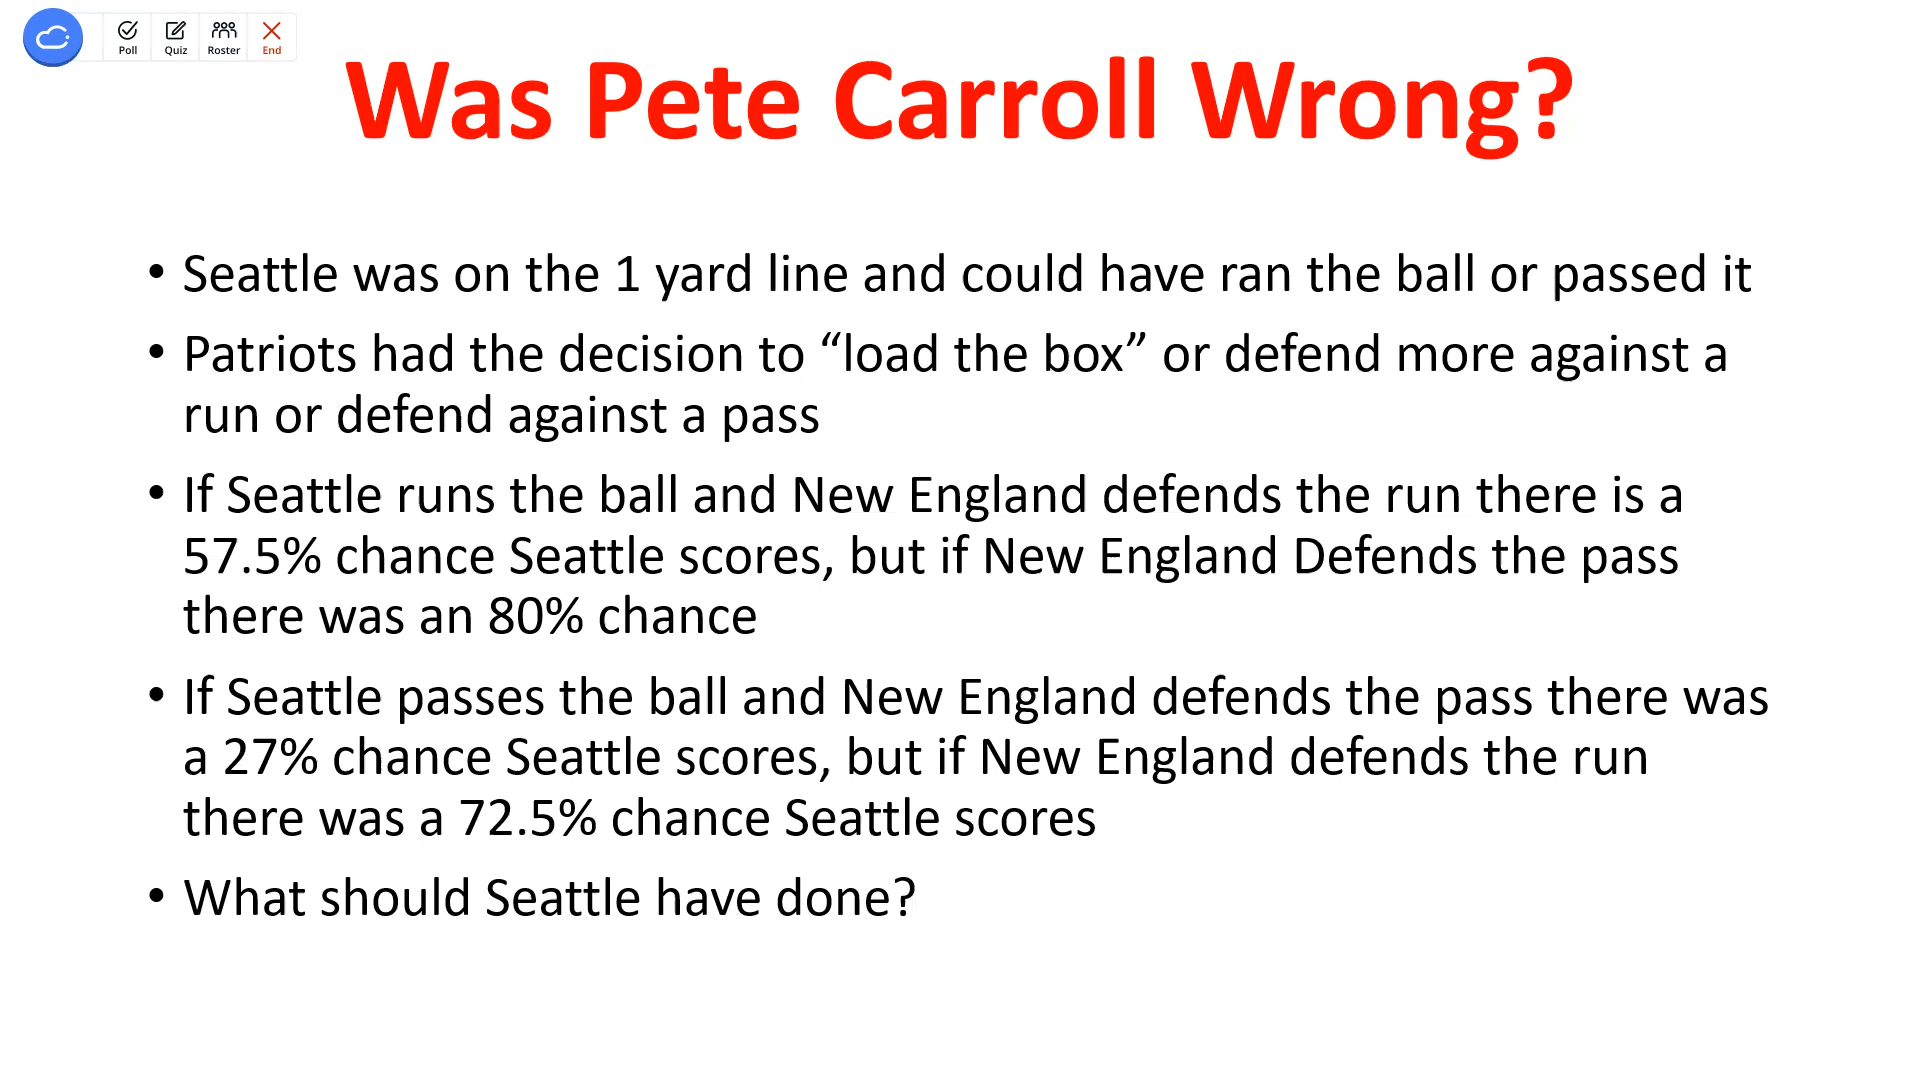 Poll
Quiz
Roster
End
Was Pete Carroll Wrong?
• Seattle was on the 1 yard line and could have ran the ball or passed it
• Patriots had the decision to “load the box” or defend more against a
run or defend against a pass
• If Seattle runs the ball and New England defends the run there is a
57.5% chance Seattle scores, but if New England Defends the pass
there was an 80% chance
• If Seattle passes the ball and New England defends the pass there was
a 27% chance Seattle scores, but if New England defends the run
there was a 72.5% chance Seattle scores
• What should Seattle have done?